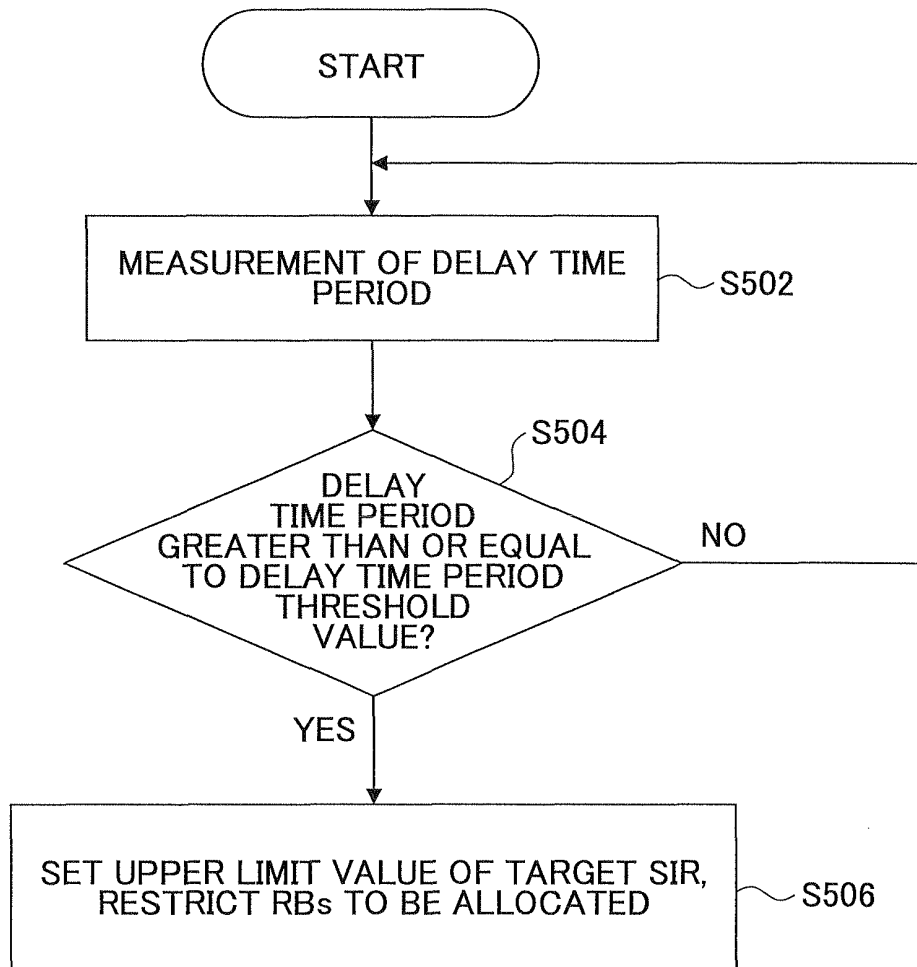 START
MEASUREMENT OF DELAY TIME
PERIOD
S502
S504
DELAY
TIME PERIOD
GREATER THAN OR EQUAL
TO DELAY TIME PERIOD
THRESHOLD
VALUE?
NO
YES
SET UPPER LIMIT VALUE OF TARGET SIR,
RESTRICT RBs TO BE ALLOCATED
S506